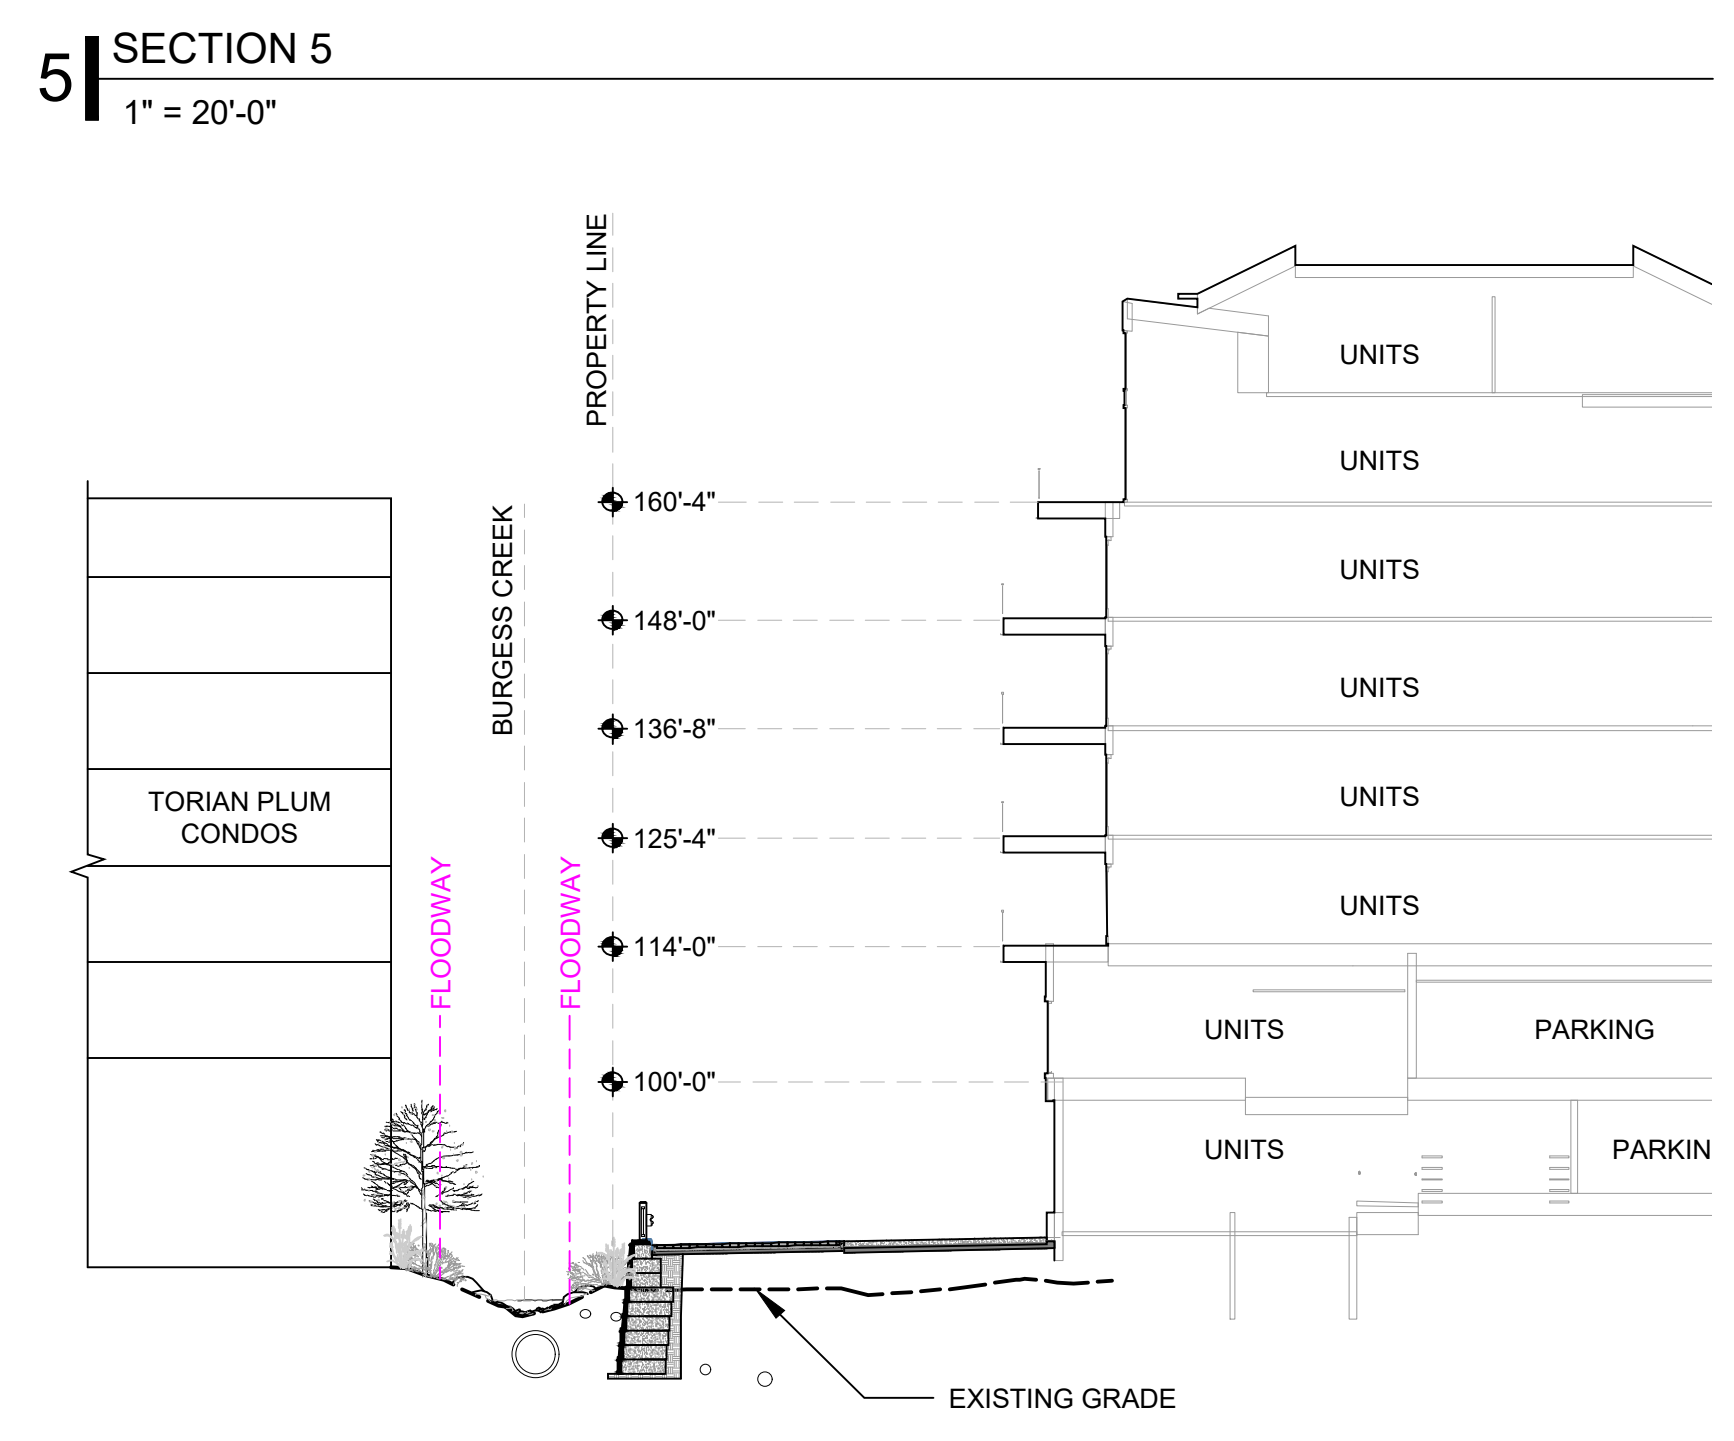 5
SECTION 5
1" = 20'-0"
PROPERTY LINE
BURGESS CREEK
UNITS
UNITS
160'-4"
UNITS
148'-0"
UNITS
136'-8"
TORIAN PLUM
CONDOS
UNITS
125'-4"
FLOODWAY
FLOODWAY
UNITS
114'-0"
UNITS
PARKING
100'-0"
UNITS
PARKIN
EXISTING GRADE